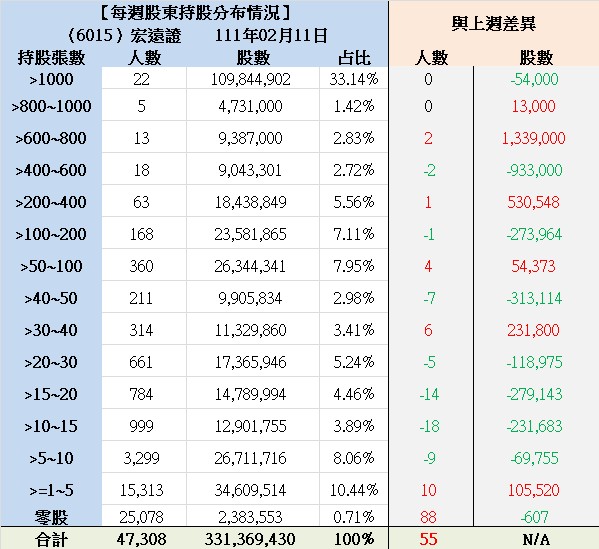 【每週股東持股分布情況】
(6015) 宏遠證 111年02月11日 與上週差異
持股張數 人數 股數 占比 人數 股數
>1000 22 109,844,902 33.14% 0 -54,000
>800~1000 5 4,731,000 1.42% 0 13,000
>600~800 13 9,387,000 2.83% 2 1,339,000
>400~600 18 9,043,301 2.72% -2 -933,000
>200~400 63 18,438,849 5.56% 1 530,548
>100~200 168 23,581,865 7.11% -1 -273,964
>50~100 360 26,344,341 7.95% 4 54,373
>40~50 211 9,905,834 2.98% -7 -313,114
>30~40 314 11,329,860 3.41% 6 231,800
>20~30 661 17,365,946 5.24% -5 -118,975
>15~20 784 14,789,994 4.46% -14 -279,143
>10~15 999 12,901,755 3.89% -18 -231,683
>5~10 3,299 26,711,716 8.06% -9 -69,755
>=1~5 15,313 34,609,514 10.44% 10 105,520
零股 25,078 2,383,553 0.71% 88 -607
合計 47,308 331,369,430 100% 55 N/A